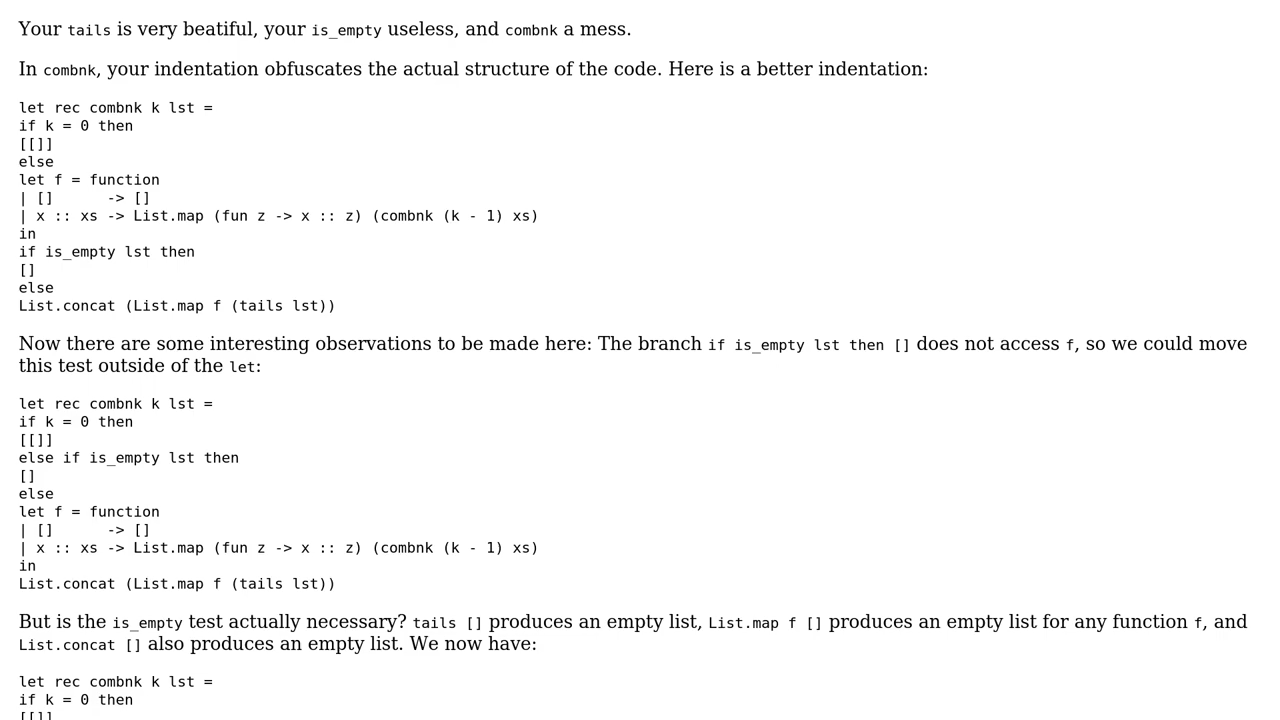 Your tails is very beatiful, your is_empty useless, and combnk a mess.
In combnk, your indentation obfuscates the actual structure of the code. Here is a better indentation:
let rec combnk k lst =
if k = 0 then
[[]]
else
let f = function
| []      -> []
| x :: xs -> List.map (fun z -> x :: z) (combnk (k - 1) xs)
in
if is_empty lst then
[]
else
List.concat (List.map f (tails lst))
Now there are some interesting observations to be made here: The branch if is_empty lst then [] does not access f, so we could move
this test outside of the let:
let rec combnk k lst =
if k = 0 then
[[]]
else if is_empty lst then
[]
else
let f = function
| []      -> []
| x :: xs -> List.map (fun z -> x :: z) (combnk (k - 1) xs)
in
List.concat (List.map f (tails lst))
But is the is_empty test actually necessary? tails [] produces an empty list, List.map f [] produces an empty list for any function f, and
List.concat [] also produces an empty list. We now have:
let rec combnk k lst =
if k = 0 then
[[]]